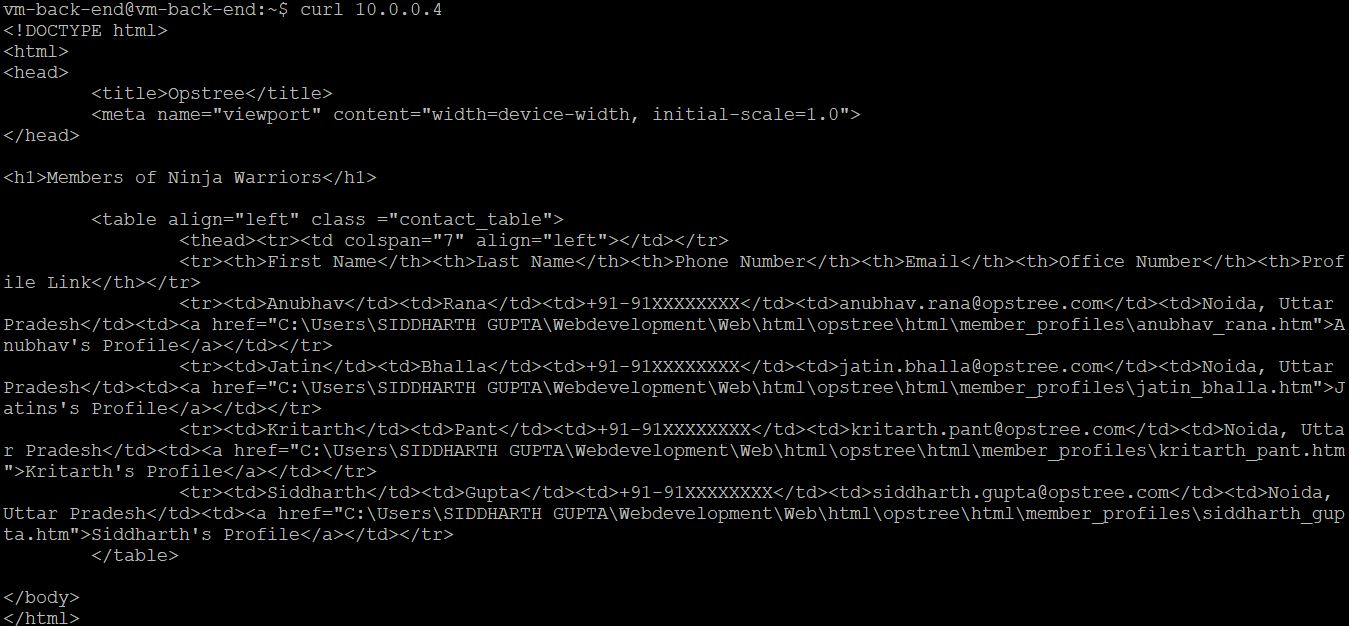 vm-back-end@vm-back-end:~$ curl 10.0.0.4
<!DOCTYPE html>
<html>
<head>
        <title>Opstree</title>
        <meta name="viewport" content="width=device-width, initial-scale=1.0">
</head>

<h1>Members of Ninja Warriors</h1>

        <table align="left" class ="contact_table">
                <thead><tr><td colspan="7" align="left"></td></tr>
                <tr><th>First Name</th><th>Last Name</th><th>Phone Number</th><th>Email</th><th>Office Number</th><th>Prof
ile Link</th></tr>
                <tr><td>Anubhav</td><td>Rana</td><td>+91-91XXXXXXXX</td><td>anubhav.rana@opstree.com</td><td>Noida, Uttar 
Pradesh</td><td><a href="C:\Users\SIDDHARTH GUPTA\Webdevelopment\Web\html\opstree\html\member_profiles\anubhav_rana.htm">A
nubhav's Profile</a></td></tr>
                <tr><td>Jatin</td><td>Bhalla</td><td>+91-91XXXXXXXX</td><td>jatin.bhalla@opstree.com</td><td>Noida, Uttar 
Pradesh</td><td><a href="C:\Users\SIDDHARTH GUPTA\Webdevelopment\Web\html\opstree\html\member_profiles\jatin_bhalla.htm">J
atins's Profile</a></td></tr>
                <tr><td>Kritarth</td><td>Pant</td><td>+91-91XXXXXXXX</td><td>kritarth.pant@opstree.com</td><td>Noida, Utta
r Pradesh</td><td><a href="C:\Users\SIDDHARTH GUPTA\Webdevelopment\Web\html\opstree\html\member_profiles\kritarth_pant.htm
">Kritarth's Profile</a></td></tr>
                <tr><td>Siddharth</td><td>Gupta</td><td>+91-91XXXXXXXX</td><td>siddharth.gupta@opstree.com</td><td>Noida, 
Uttar Pradesh</td><td><a href="C:\Users\SIDDHARTH GUPTA\Webdevelopment\Web\html\opstree\html\member_profiles\siddharth_gup
ta.htm">Siddharth's Profile</a></td></tr>
        </table>

</body>
</html>